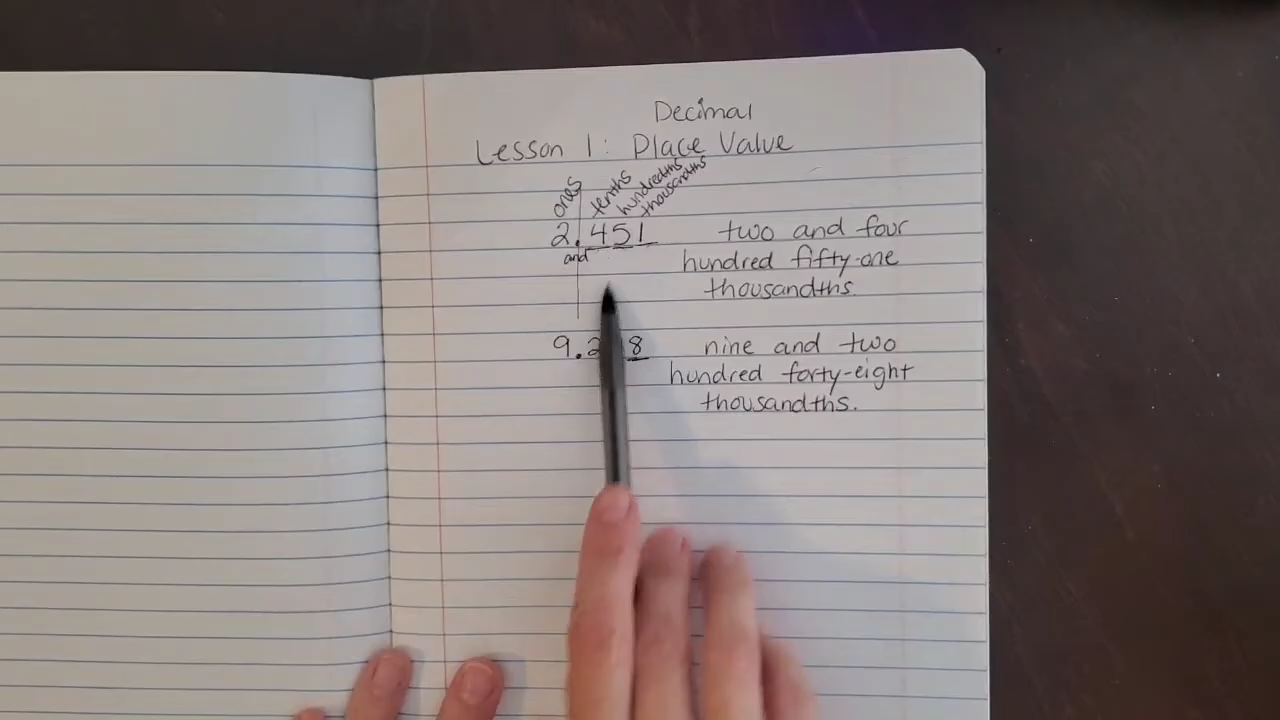 Decimal
Lesson 1: Place Value
ones tenths hundredths thousandths
2.451 two and four
and hundred fifty-one
thousandths.
nine and two
hundred forty-eight
thousandths.